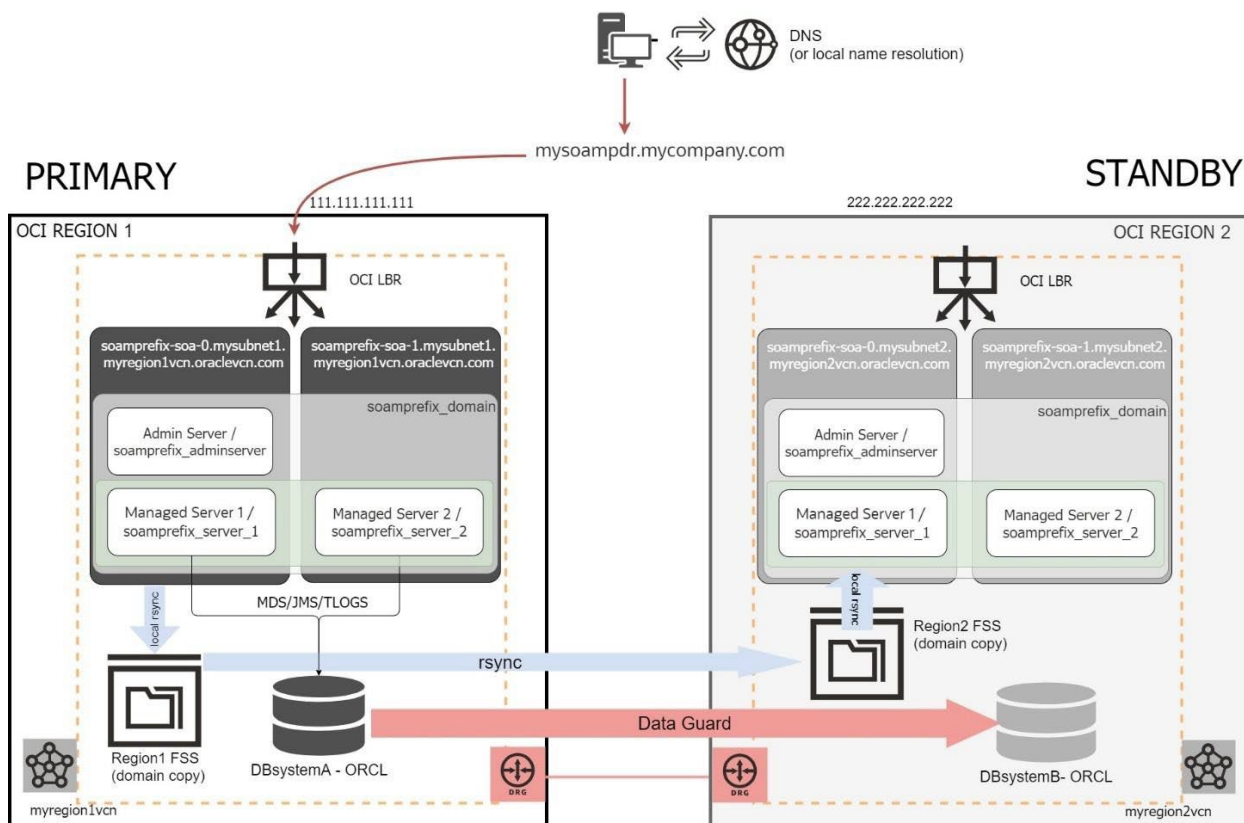 DNS
(or local name resolution)
mysoampdr.mycompany.com
PRIMARY
STANDBY
111.111.111.111
222.222.222.222
OCI REGION 1
OCI LBR
soamprefix-soa-0.mysubnet1.
myregion1vcn.oraclevcn.com
soamprefix-soa-1.mysubnet1.
myregion1vcn.oraclevcn.com
soamprefix_domain
Admin Server /
soamprefix_adminserver
Managed Server 1 /
soamprefix_server_1
Managed Server 2 /
soamprefix_server_2
local rsync
MDS/JMS/TLOGS
Region1 FSS
(domain copy)
DBsystemA - ORCL
DRG
myregion1vcn
rsync
Data Guard
OCI REGION 2
OCI LBR
soamprefix-soa-0.mysubnet2.
myregion2vcn.oraclevcn.com
soamprefix-soa-1.mysubnet2.
myregion2vcn.oraclevcn.com
soamprefix_domain
Admin Server /
soamprefix_adminserver
Managed Server 1 /
soamprefix_server_1
Managed Server 2 /
soamprefix_server_2
local rsync
Region2 FSS
(domain copy)
DBsystemB- ORCL
DRG
myregion2vcn